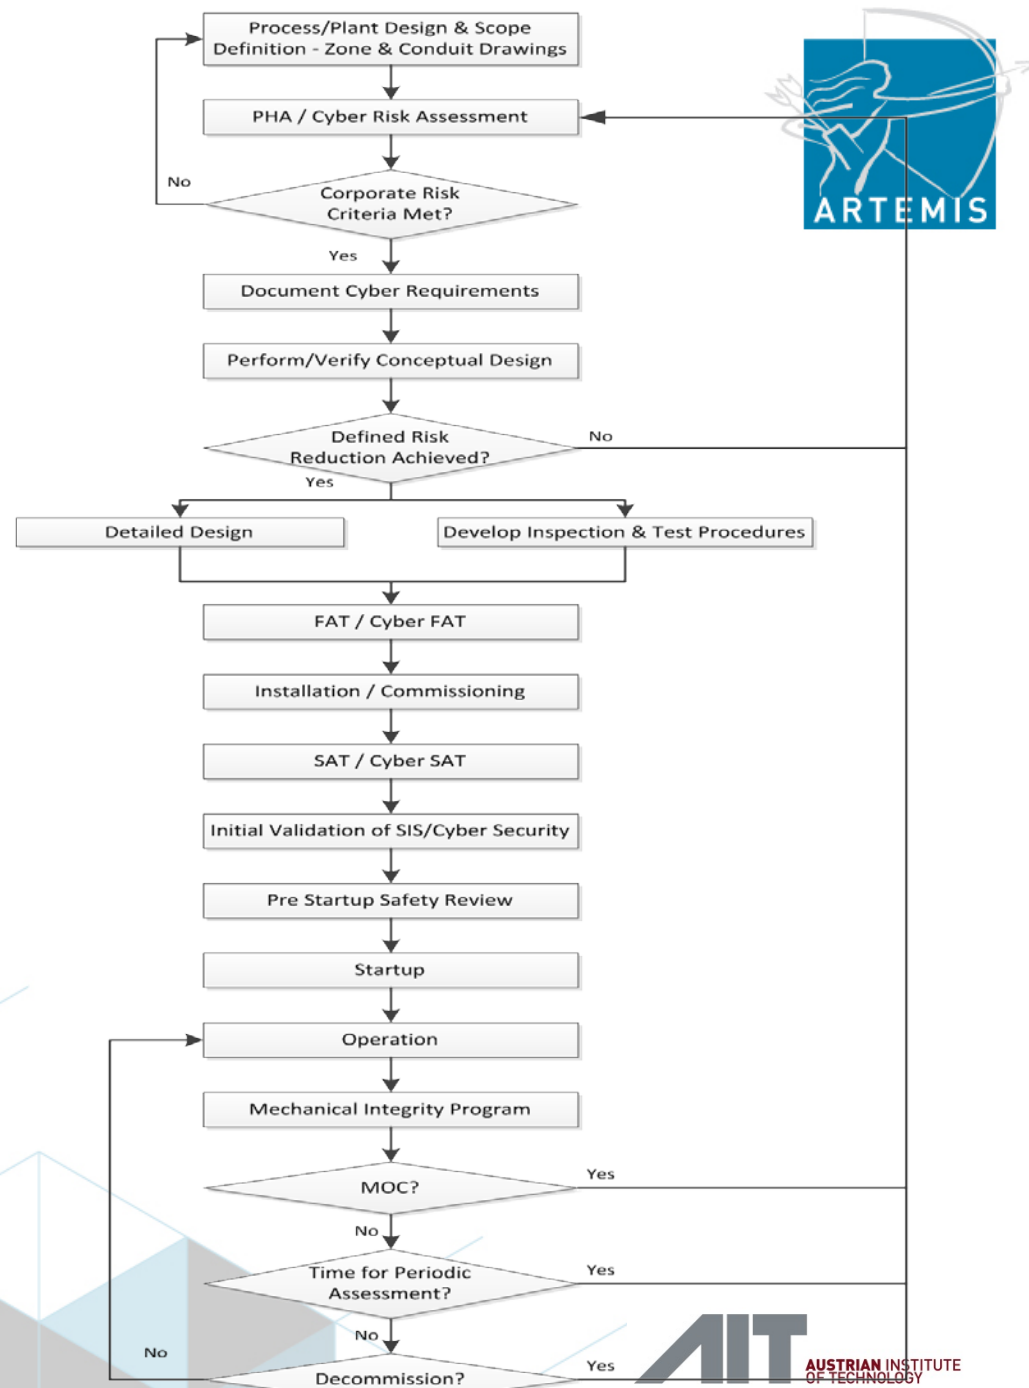 Process/Plant Design & Scope
Definition - Zone & Conduit Drawings
PHA / Cyber Risk Assessment
ARTEMIS
No
Corporate Risk
Criteria Met?
Yes
Document Cyber Requirements
Perform/Verify Conceptual Design
Defined Risk
Reduction Achieved?
No
Yes
Detailed Design
Develop Inspection & Test Procedures
FAT / Cyber FAT
Installation / Commissioning
SAT / Cyber SAT
Initial Validation of SIS/Cyber Security
Pre Startup Safety Review
Startup
Operation
Mechanical Integrity Program
MOC?
Yes
No
Time for Periodic
Assessment?
Yes
No
No
Decommission?
Yes
AIT
AUSTRIAN INSTITUTE
OF TECHNOLOGY